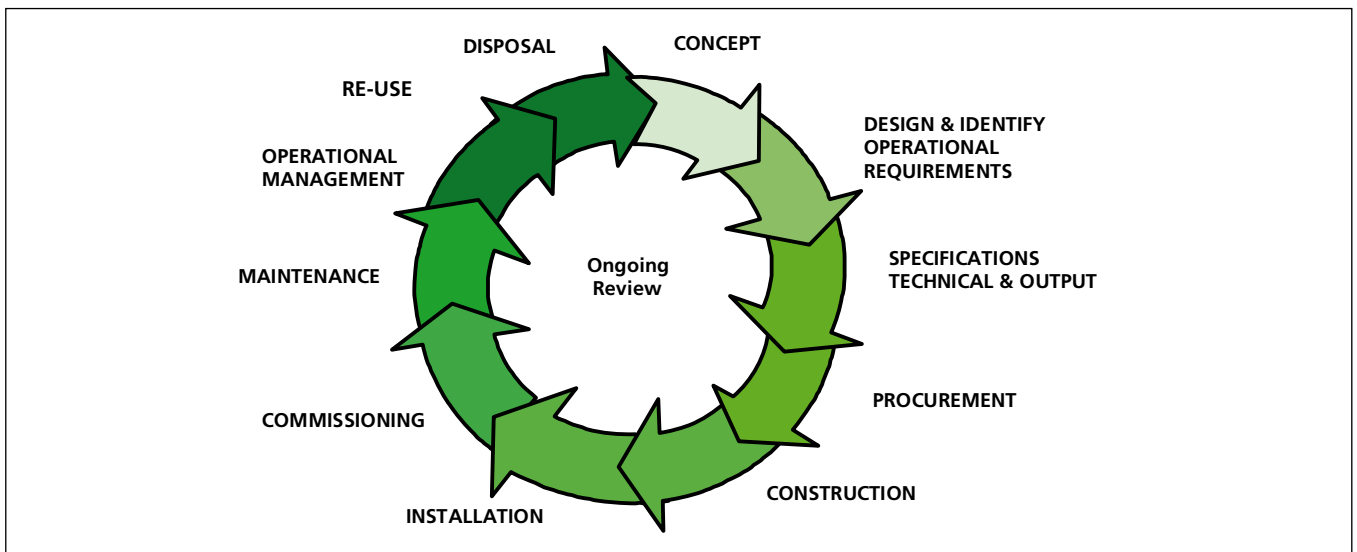 CONCEPT
DESIGN & IDENTIFY
OPERATIONAL
REQUIREMENTS
SPECIFICATIONS
TECHNICAL & OUTPUT
PROCUREMENT
CONSTRUCTION
INSTALLATION
COMMISSIONING
MAINTENANCE
OPERATIONAL
MANAGEMENT
RE-USE
DISPOSAL
Ongoing
Review